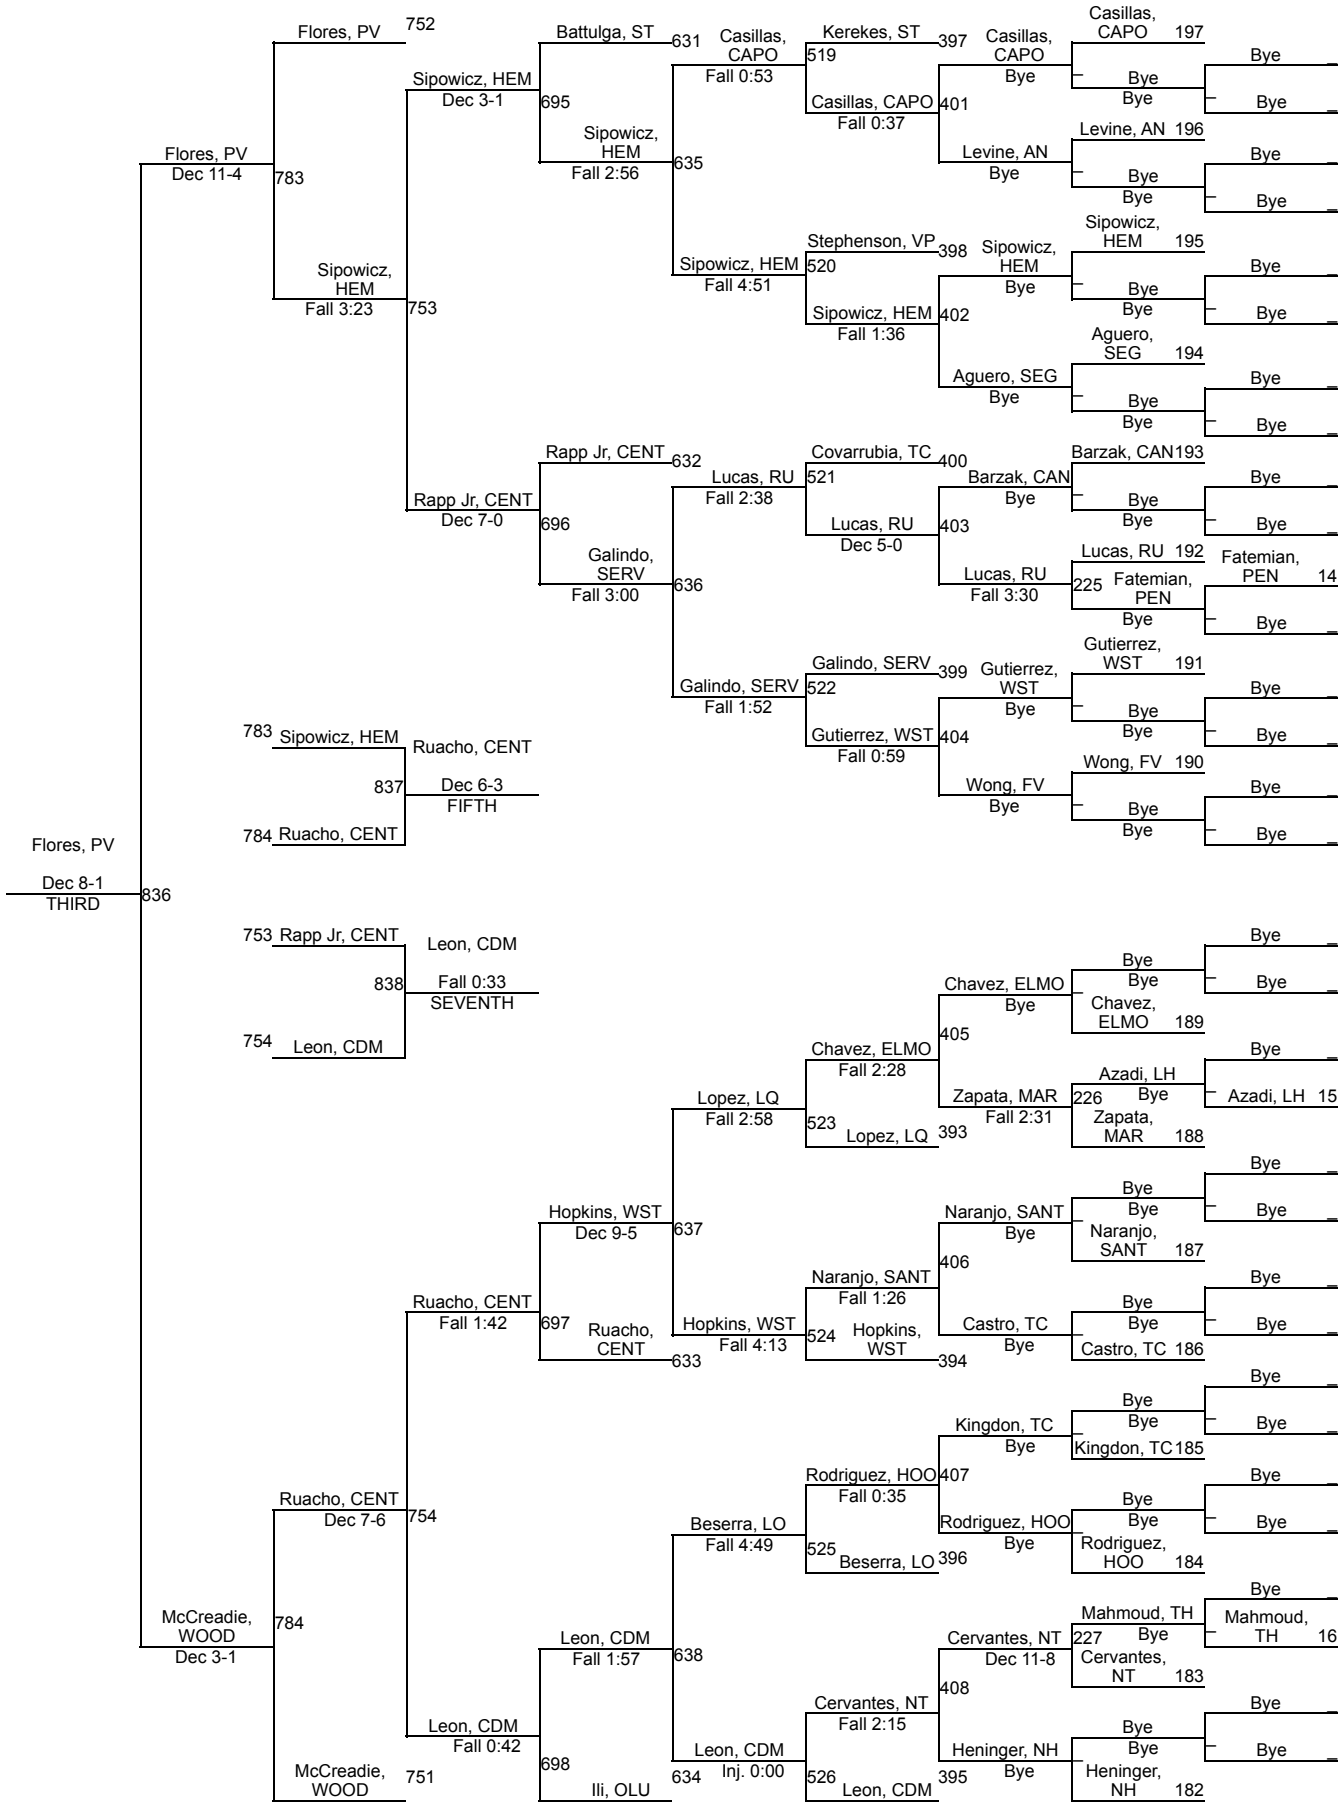 Flores, PV 752
Battulga, ST 631
Casillas,
CAPO
Fall 0:53
Kerekes, ST 397
519
Casillas,
CAPO
Bye
Casillas,
CAPO 197
Bye
Bye
Bye
Bye
Sipowicz, HEM
Dec 3-1
695
Casillas, CAPO 401
Fall 0:37
Levine, AN 196
Sipowicz,
HEM
Fall 2:56
635
Levine, AN
Bye
Bye
Bye
Bye
Bye
Flores, PV
Dec 11-4
783
Stephenson, VP 398
Sipowicz,
HEM
Bye
Sipowicz,
HEM 195
Sipowicz, HEM
Fall 4:51
520
Bye
Bye
Bye
Bye
Sipowicz,
HEM
Fall 3:23
753
Sipowicz, HEM 402
Fall 1:36
Aguero,
SEG 194
Aguero, SEG
Bye
Bye
Bye
Bye
Bye
Rapp Jr, CENT 632
Covarrubia, TC 400
Barzak, CAN 193
Lucas, RU
Fall 2:38
521
Barzak, CAN
Bye
Bye
Bye
Bye
Bye
Rapp Jr, CENT
Dec 7-0
696
Lucas, RU 403
Dec 5-0
Lucas, RU 192
Fatemian,
PEN 14
Galindo,
SERV
Fall 3:00
636
Lucas, RU
Fall 3:30
225
Fatemian,
PEN
Bye
Bye
Galindo, SERV 399
Gutierrez,
WST
Bye
Gutierrez,
WST 191
Galindo, SERV
Fall 1:52
522
Bye
Bye
Bye
Bye
783 Sipowicz, HEM
Ruacho, CENT
Gutierrez, WST 404
Fall 0:59
Wong, FV 190
837
Dec 6-3
FIFTH
Wong, FV
Bye
Bye
Bye
Bye
Bye
784 Ruacho, CENT
Flores, PV
Dec 8-1
THIRD
836
753 Rapp Jr, CENT
Leon, CDM
838
Fall 0:33
SEVENTH
754 Leon, CDM
Chavez, ELMO
Bye
Bye
Bye
Bye
Bye
Chavez,
ELMO 189
405
Chavez, ELMO
Fall 2:28
Azadi, LH
Bye
Bye
Azadi, LH 15
Lopez, LQ
Fall 2:58
523
Zapata, MAR
Fall 2:31
226
Zapata,
MAR 188
Lopez, LQ 393
Hopkins, WST
Dec 9-5
637
Naranjo, SANT
Bye
Bye
Bye
Bye
Bye
Naranjo,
SANT 187
406
Naranjo, SANT
Fall 1:26
Ruacho, CENT
Fall 1:42
697
Ruacho,
CENT
633
Hopkins, WST
Fall 4:13
524
Hopkins,
WST
394
Castro, TC
Bye
Bye
Bye
Bye
Bye
Castro, TC 186
Kingdon, TC
Bye
Bye
Bye
Bye
Bye
Kingdon, TC 185
Rodriguez, HOO 407
Fall 0:35
Ruacho, CENT
Dec 7-6
754
Beserra, LO
Fall 4:49
525
Beserra, LO 396
Rodriguez, HOO
Bye
Bye
Bye
Bye
Bye
Rodriguez,
HOO 184
McCreadie,
WOOD
Dec 3-1
784
Leon, CDM
Fall 1:57
638
Cervantes, NT
Dec 11-8
227
Mahmoud, TH
Bye
Bye
Mahmoud,
TH 16
Cervantes,
NT 183
408
Cervantes, NT
Fall 2:15
Leon, CDM
Fall 0:42
698
Leon, CDM
Inj. 0:00
526
Heninger, NH
Bye
Bye
Bye
Bye
Bye
McCreadie,
WOOD
751
Ili, OLU
634
Leon, CDM
395
Heninger,
NH 182